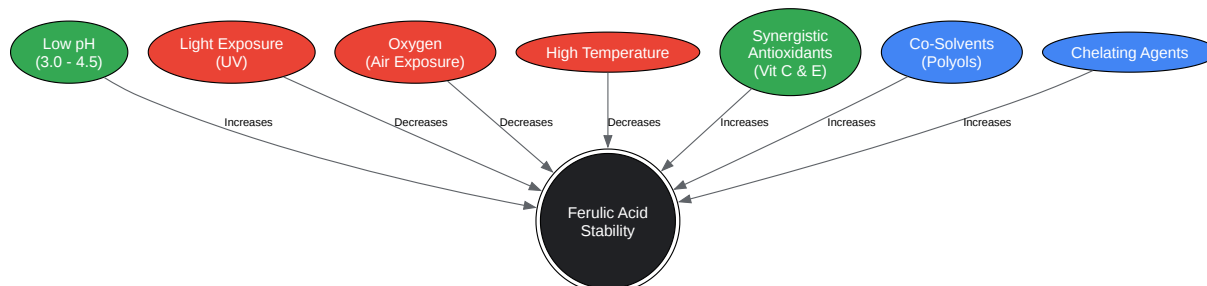 Low pH
(3.0 - 4.5)
Light Exposure
(UV)
Oxygen
(Air Exposure)
High Temperature
Synergistic
Antioxidants
(Vit C & E)
Co-Solvents
(Polyols)
Chelating Agents
Increases
Decreases
Decreases
Decreases
Increases
Increases
Increases
Ferulic Acid
Stability